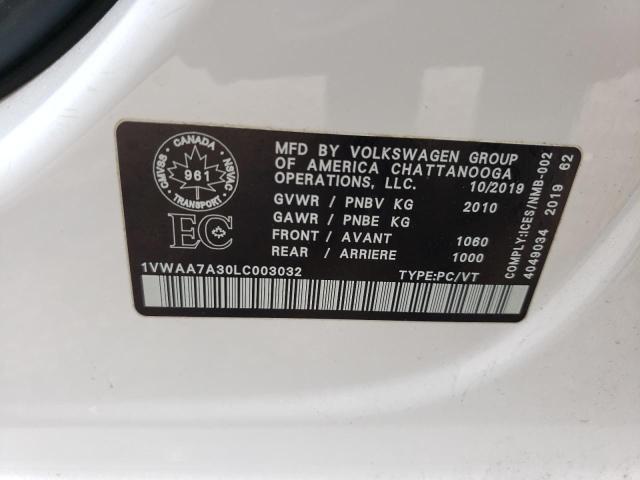 CANADA
CMVSS NSVAC
961
TRANSPORT
EC
MFD BY VOLKSWAGEN GROUP
OF AMERICA CHATTANOOGA
OPERATIONS, LLC. 10/2019
GVWR / PNBV KG 2010
GAWR / PNBE KG
FRONT / AVANT 1060
REAR / ARRIERE 1000
1VWAA7A30LC003032 TYPE:PC/VT
COMPLY:ICES/NMB-002
4049034 2019 62